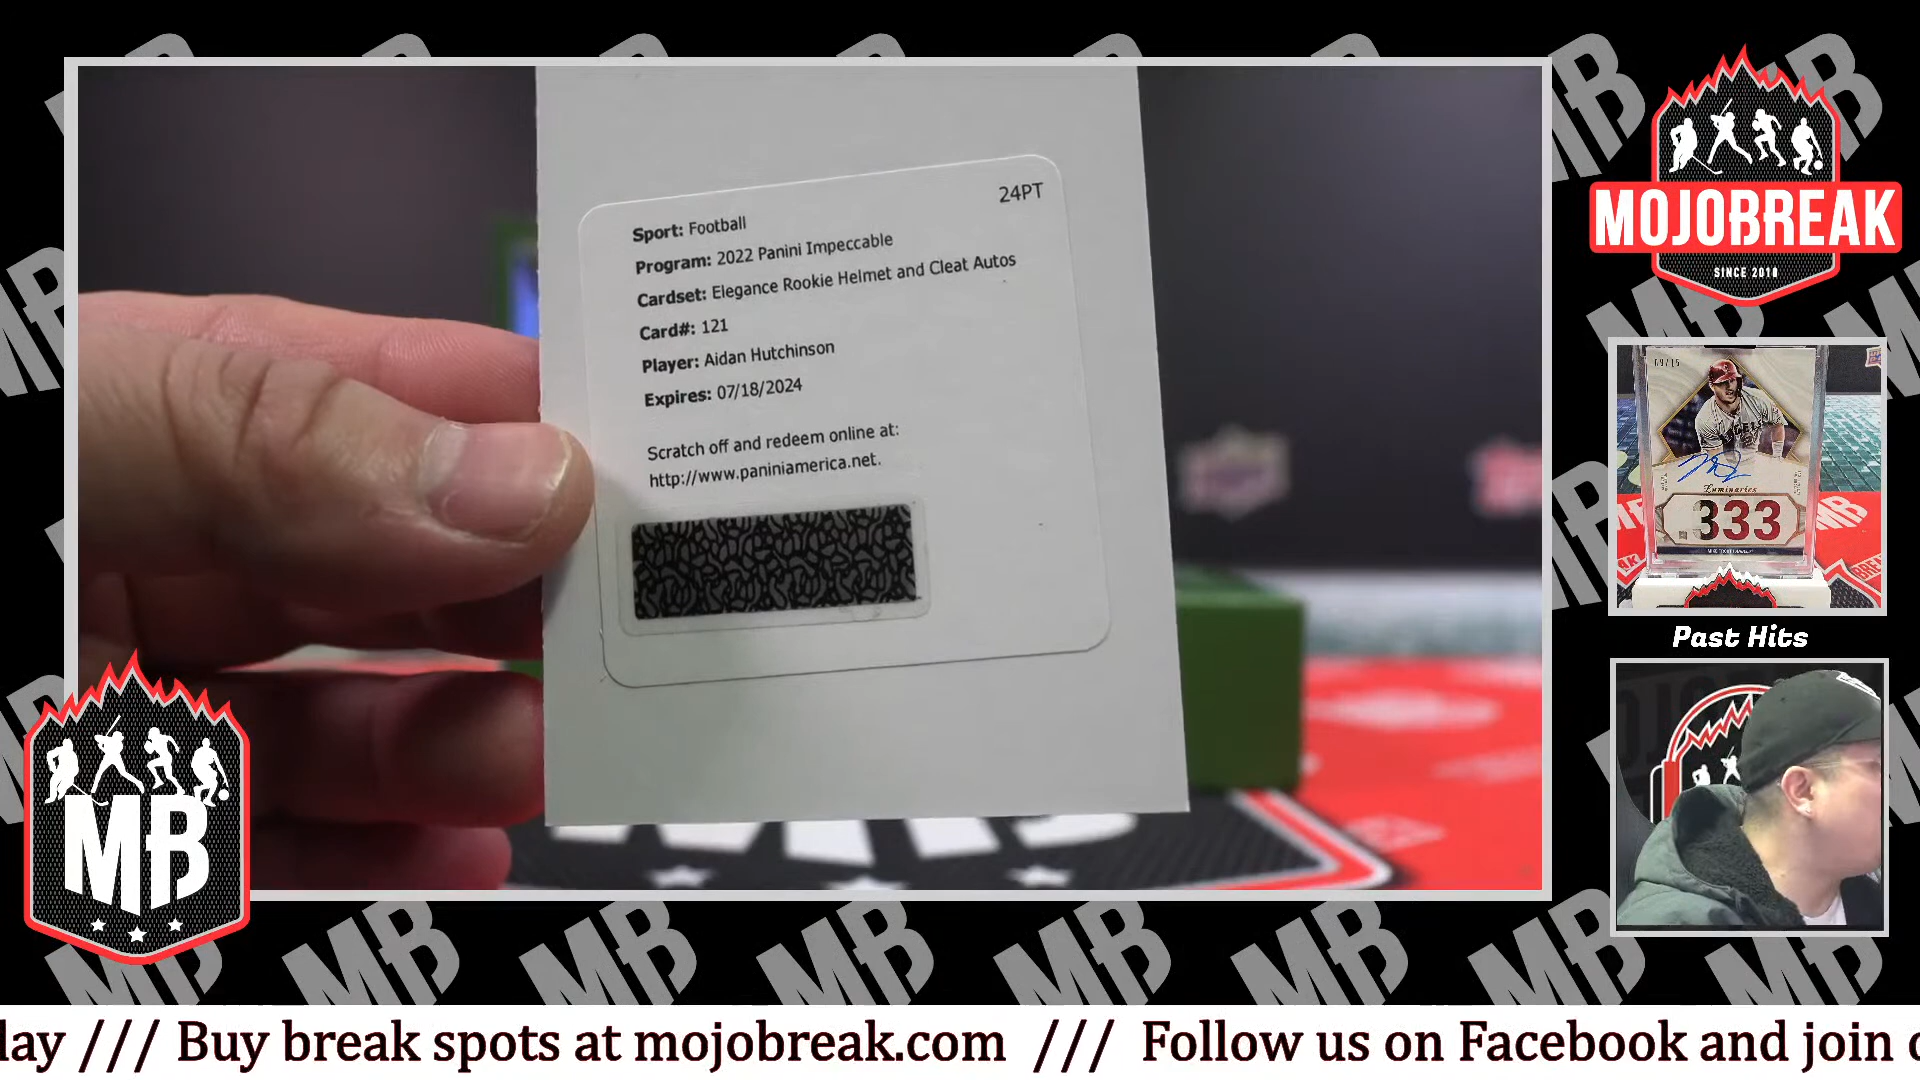 24PT
Sport: Football
Program: 2022 Panini Impeccable
Cardset: Elegance Rookie Helmet and Cleat Autos
Card#: 121
Player: Aidan Hutchinson
Expires: 07/18/2024
Scratch off and redeem online at:
http://www.paniniamerica.net.
MOJOBREAK
SINCE 2010
Luminaries
333
Past Hits
MB
lay /// Buy break spots at mojobreak.com /// Follow us on Facebook and join